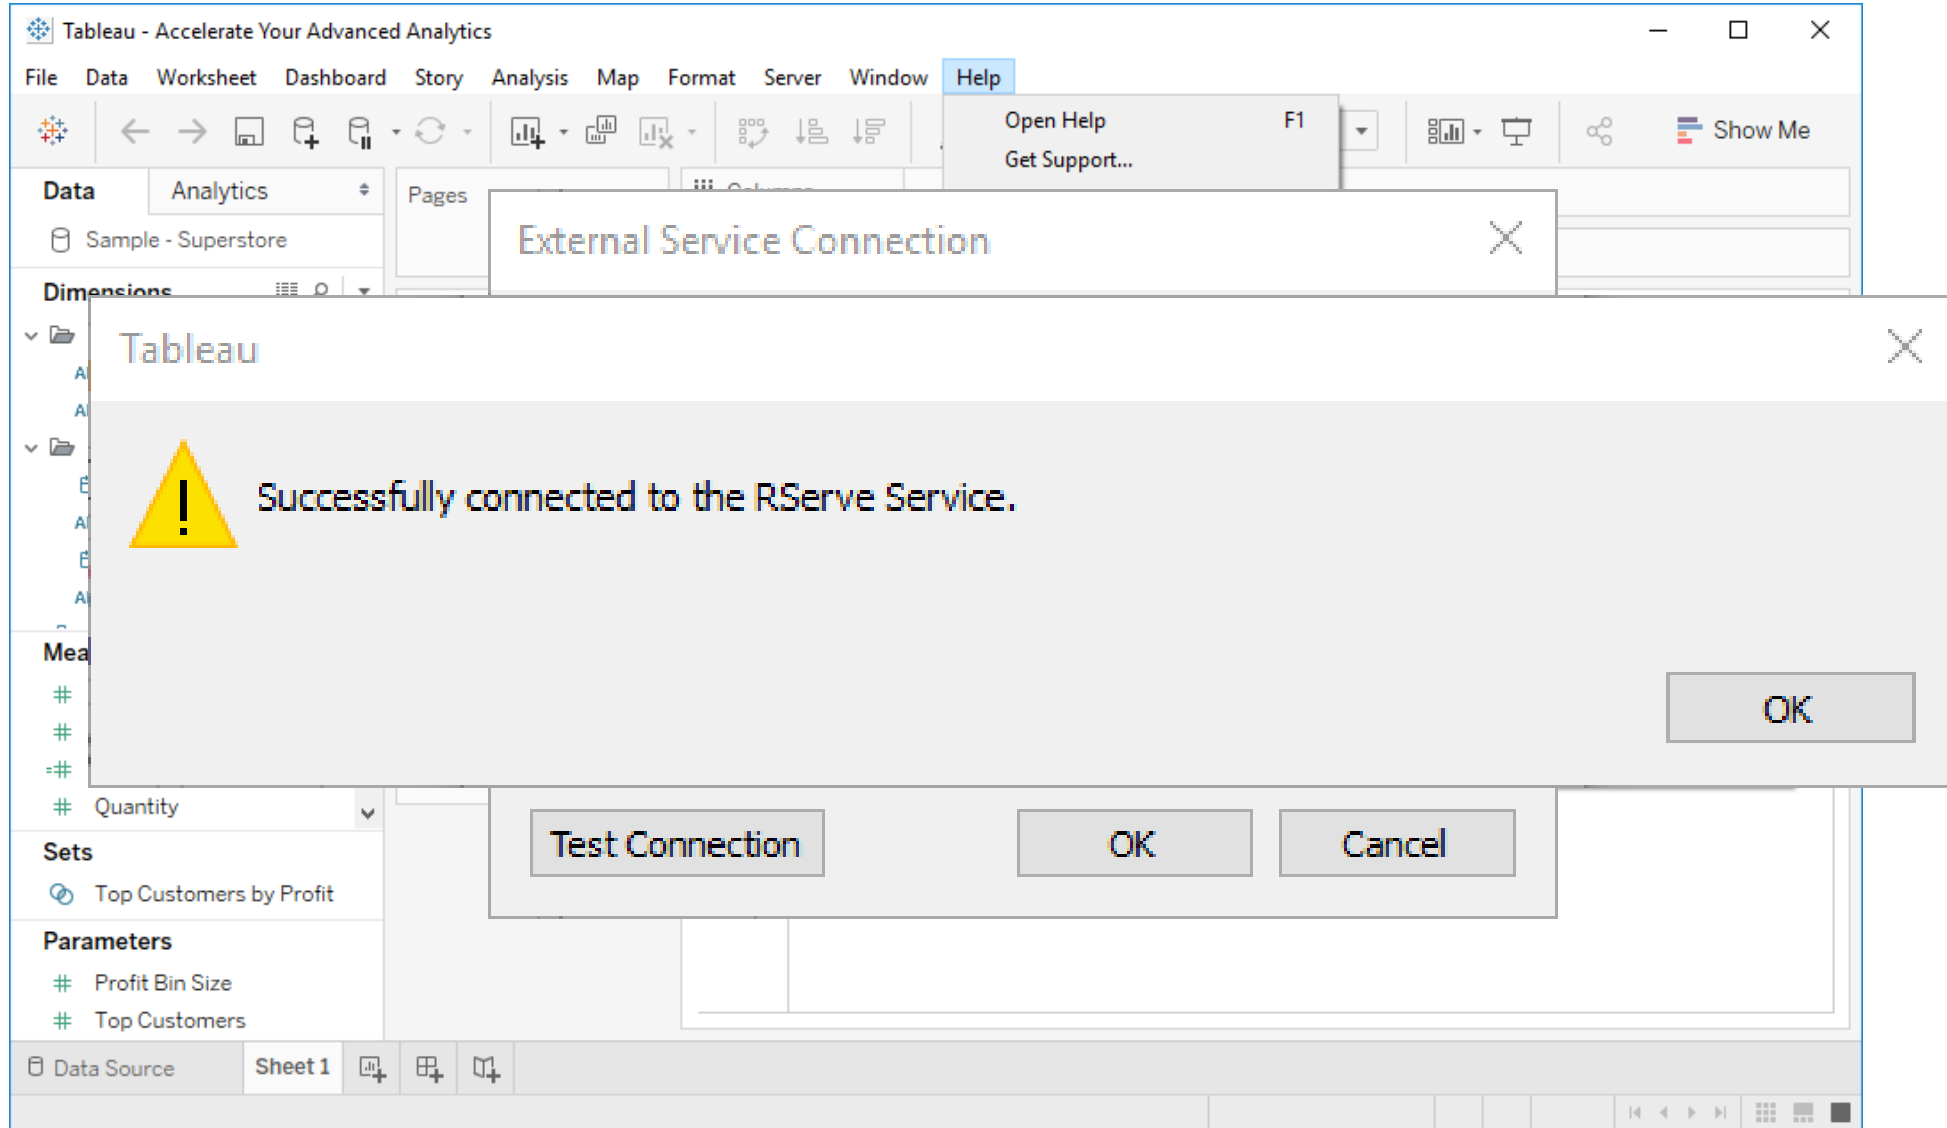 Tableau - Accelerate Your Advanced Analytics
File Data Worksheet Dashboard Story Analysis Map Format Server Window Help
Open Help F1
Get Support...
Show Me
Data Analytics
Pages
Columns
Sample - Superstore
External Service Connection
Dimensions
Tableau
Successfully connected to the RServe Service.
OK
Quantity
Test Connection OK Cancel
Sets
Top Customers by Profit
Parameters
Profit Bin Size
Top Customers
Data Source Sheet 1